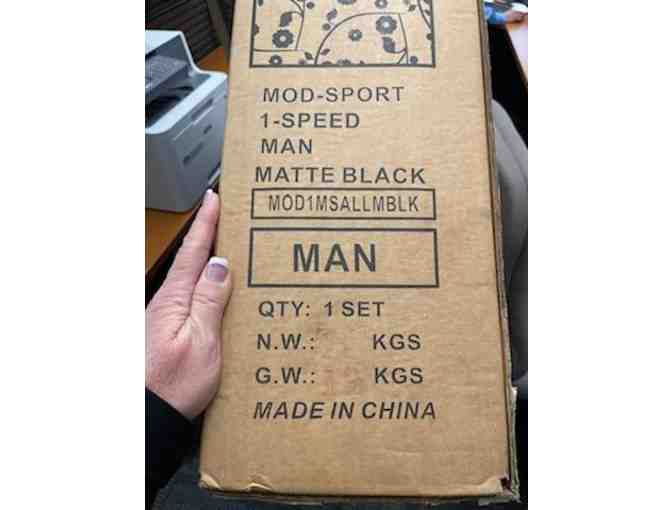 MOD-SPORT
1-SPEED
MAN
MATTE BLACK
MOD1MSALLMBLK
MAN
QTY: 1 SET
N.W.: KGS
G.W.: KGS
MADE IN CHINA